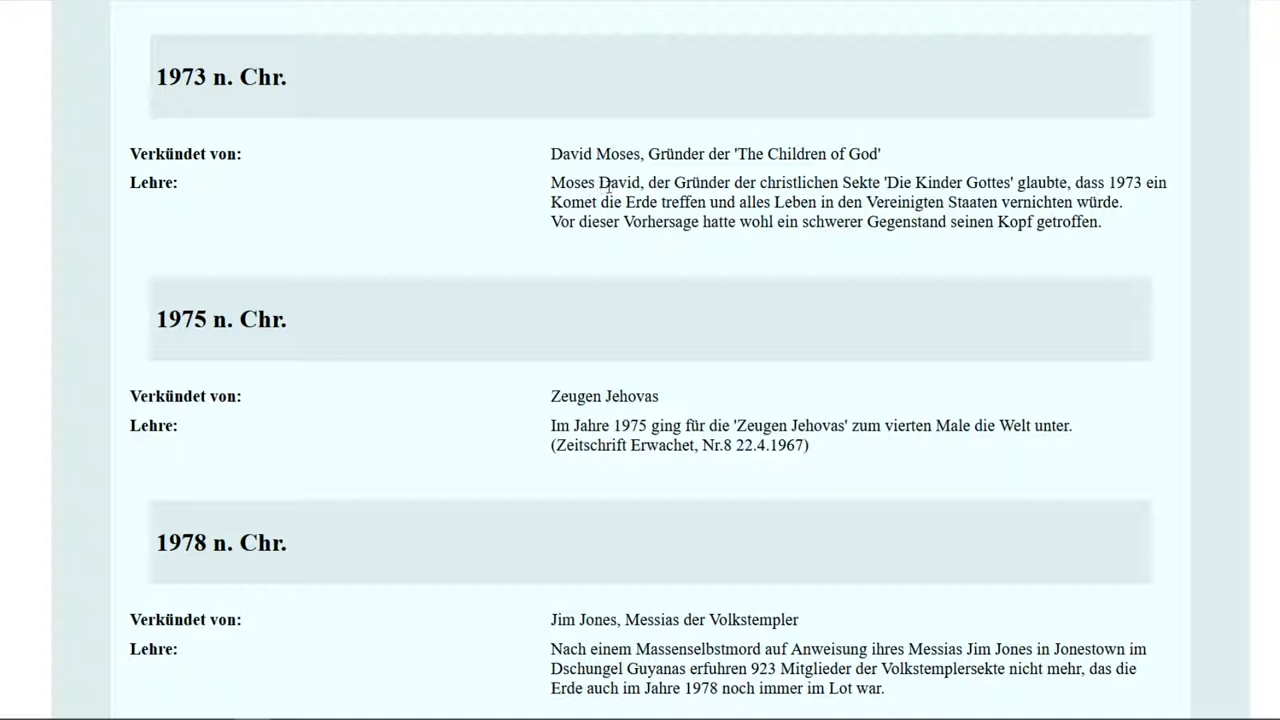 1973 n. Chr.
Verkündet von: David Moses, Gründer der 'The Children of God'
Lehre: Moses David, der Gründer der christlichen Sekte 'Die Kinder Gottes' glaubte, dass 1973 ein
Komet die Erde treffen und alles Leben in den Vereinigten Staaten vernichten würde.
Vor dieser Vorhersage hatte wohl ein schwerer Gegenstand seinen Kopf getroffen.
1975 n. Chr.
Verkündet von: Zeugen Jehovas
Lehre: Im Jahre 1975 ging für die 'Zeugen Jehovas' zum vierten Male die Welt unter.
(Zeitschrift Erwachet, Nr.8 22.4.1967)
1978 n. Chr.
Verkündet von: Jim Jones, Messias der Volkstempler
Lehre: Nach einem Massenselbstmord auf Anweisung ihres Messias Jim Jones in Jonestown im
Dschungel Guyanas erfuhren 923 Mitglieder der Volkstemplersekte nicht mehr, das die
Erde auch im Jahre 1978 noch immer im Lot war.